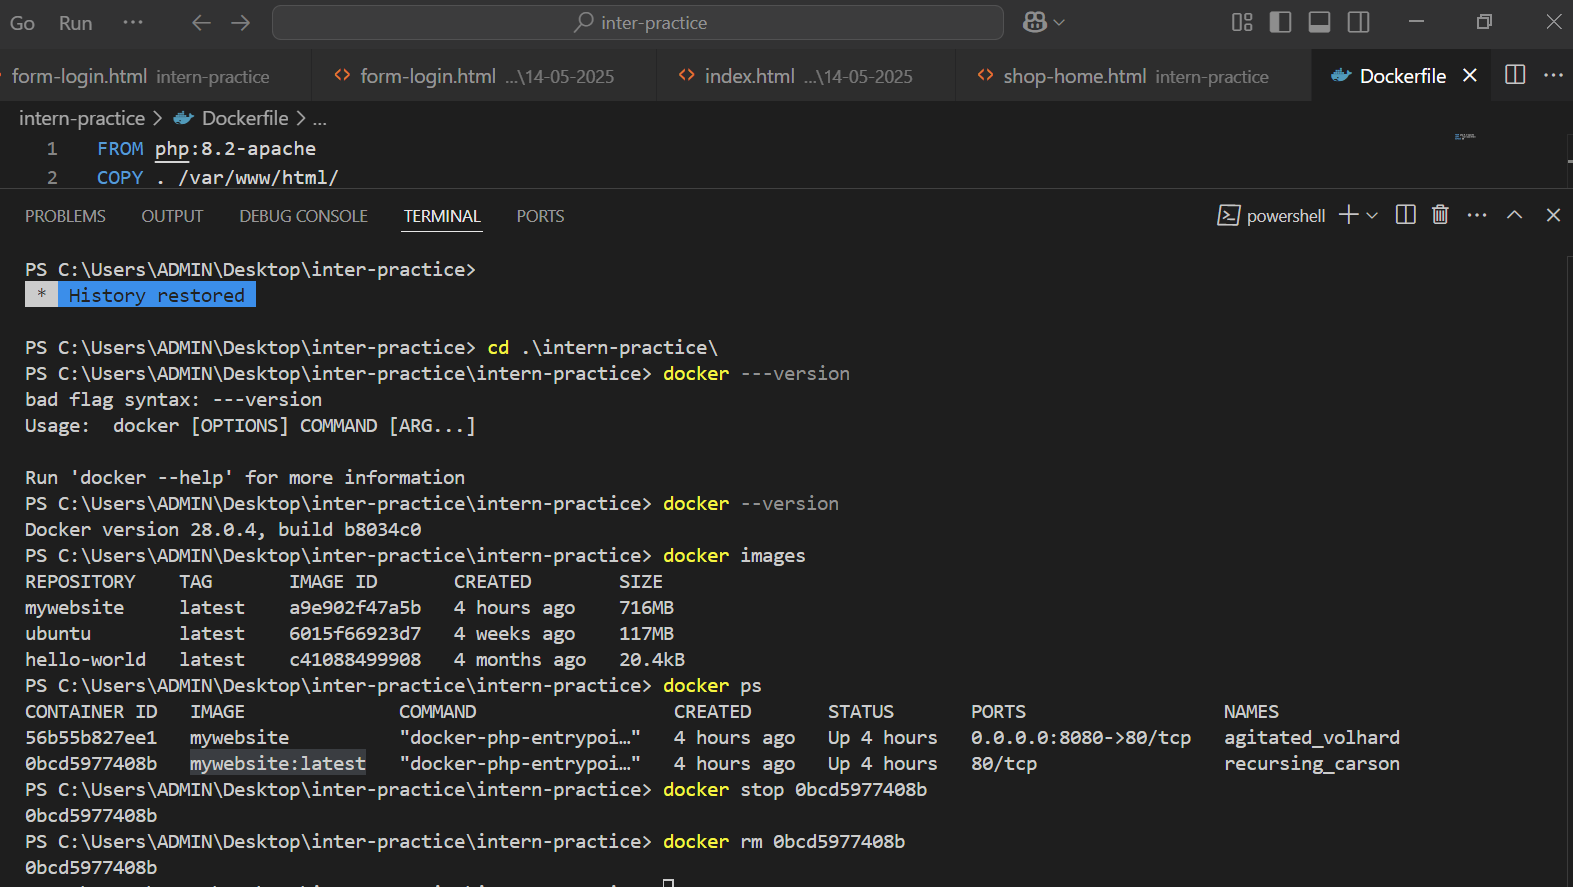 Go Run ... inter-practice
form-login.html intern-practice form-login.html ...\14-05-2025 index.html ...\14-05-2025 shop-home.html intern-practice Dockerfile
intern-practice > Dockerfile > ...
1 FROM php:8.2-apache
2 COPY . /var/www/html/
PROBLEMS OUTPUT DEBUG CONSOLE TERMINAL PORTS powershell
PS C:\Users\ADMIN\Desktop\inter-practice>
* History restored
PS C:\Users\ADMIN\Desktop\inter-practice> cd .\intern-practice\
PS C:\Users\ADMIN\Desktop\inter-practice\intern-practice> docker ---version
bad flag syntax: ---version
Usage:  docker [OPTIONS] COMMAND [ARG...]
Run 'docker --help' for more information
PS C:\Users\ADMIN\Desktop\inter-practice\intern-practice> docker --version
Docker version 28.0.4, build b8034c0
PS C:\Users\ADMIN\Desktop\inter-practice\intern-practice> docker images
REPOSITORY    TAG       IMAGE ID       CREATED        SIZE
mywebsite     latest    a9e902f47a5b   4 hours ago    716MB
ubuntu        latest    6015f66923d7   4 weeks ago    117MB
hello-world   latest    c41088499908   4 months ago   20.4kB
PS C:\Users\ADMIN\Desktop\inter-practice\intern-practice> docker ps
CONTAINER ID   IMAGE              COMMAND                  CREATED       STATUS       PORTS                  NAMES
56b55b827ee1   mywebsite          "docker-php-entrypoi…"   4 hours ago   Up 4 hours   0.0.0.0:8080->80/tcp   agitated_volhard
0bcd5977408b   mywebsite:latest   "docker-php-entrypoi…"   4 hours ago   Up 4 hours   80/tcp                 recursing_carson
PS C:\Users\ADMIN\Desktop\inter-practice\intern-practice> docker stop 0bcd5977408b
0bcd5977408b
PS C:\Users\ADMIN\Desktop\inter-practice\intern-practice> docker rm 0bcd5977408b
0bcd5977408b